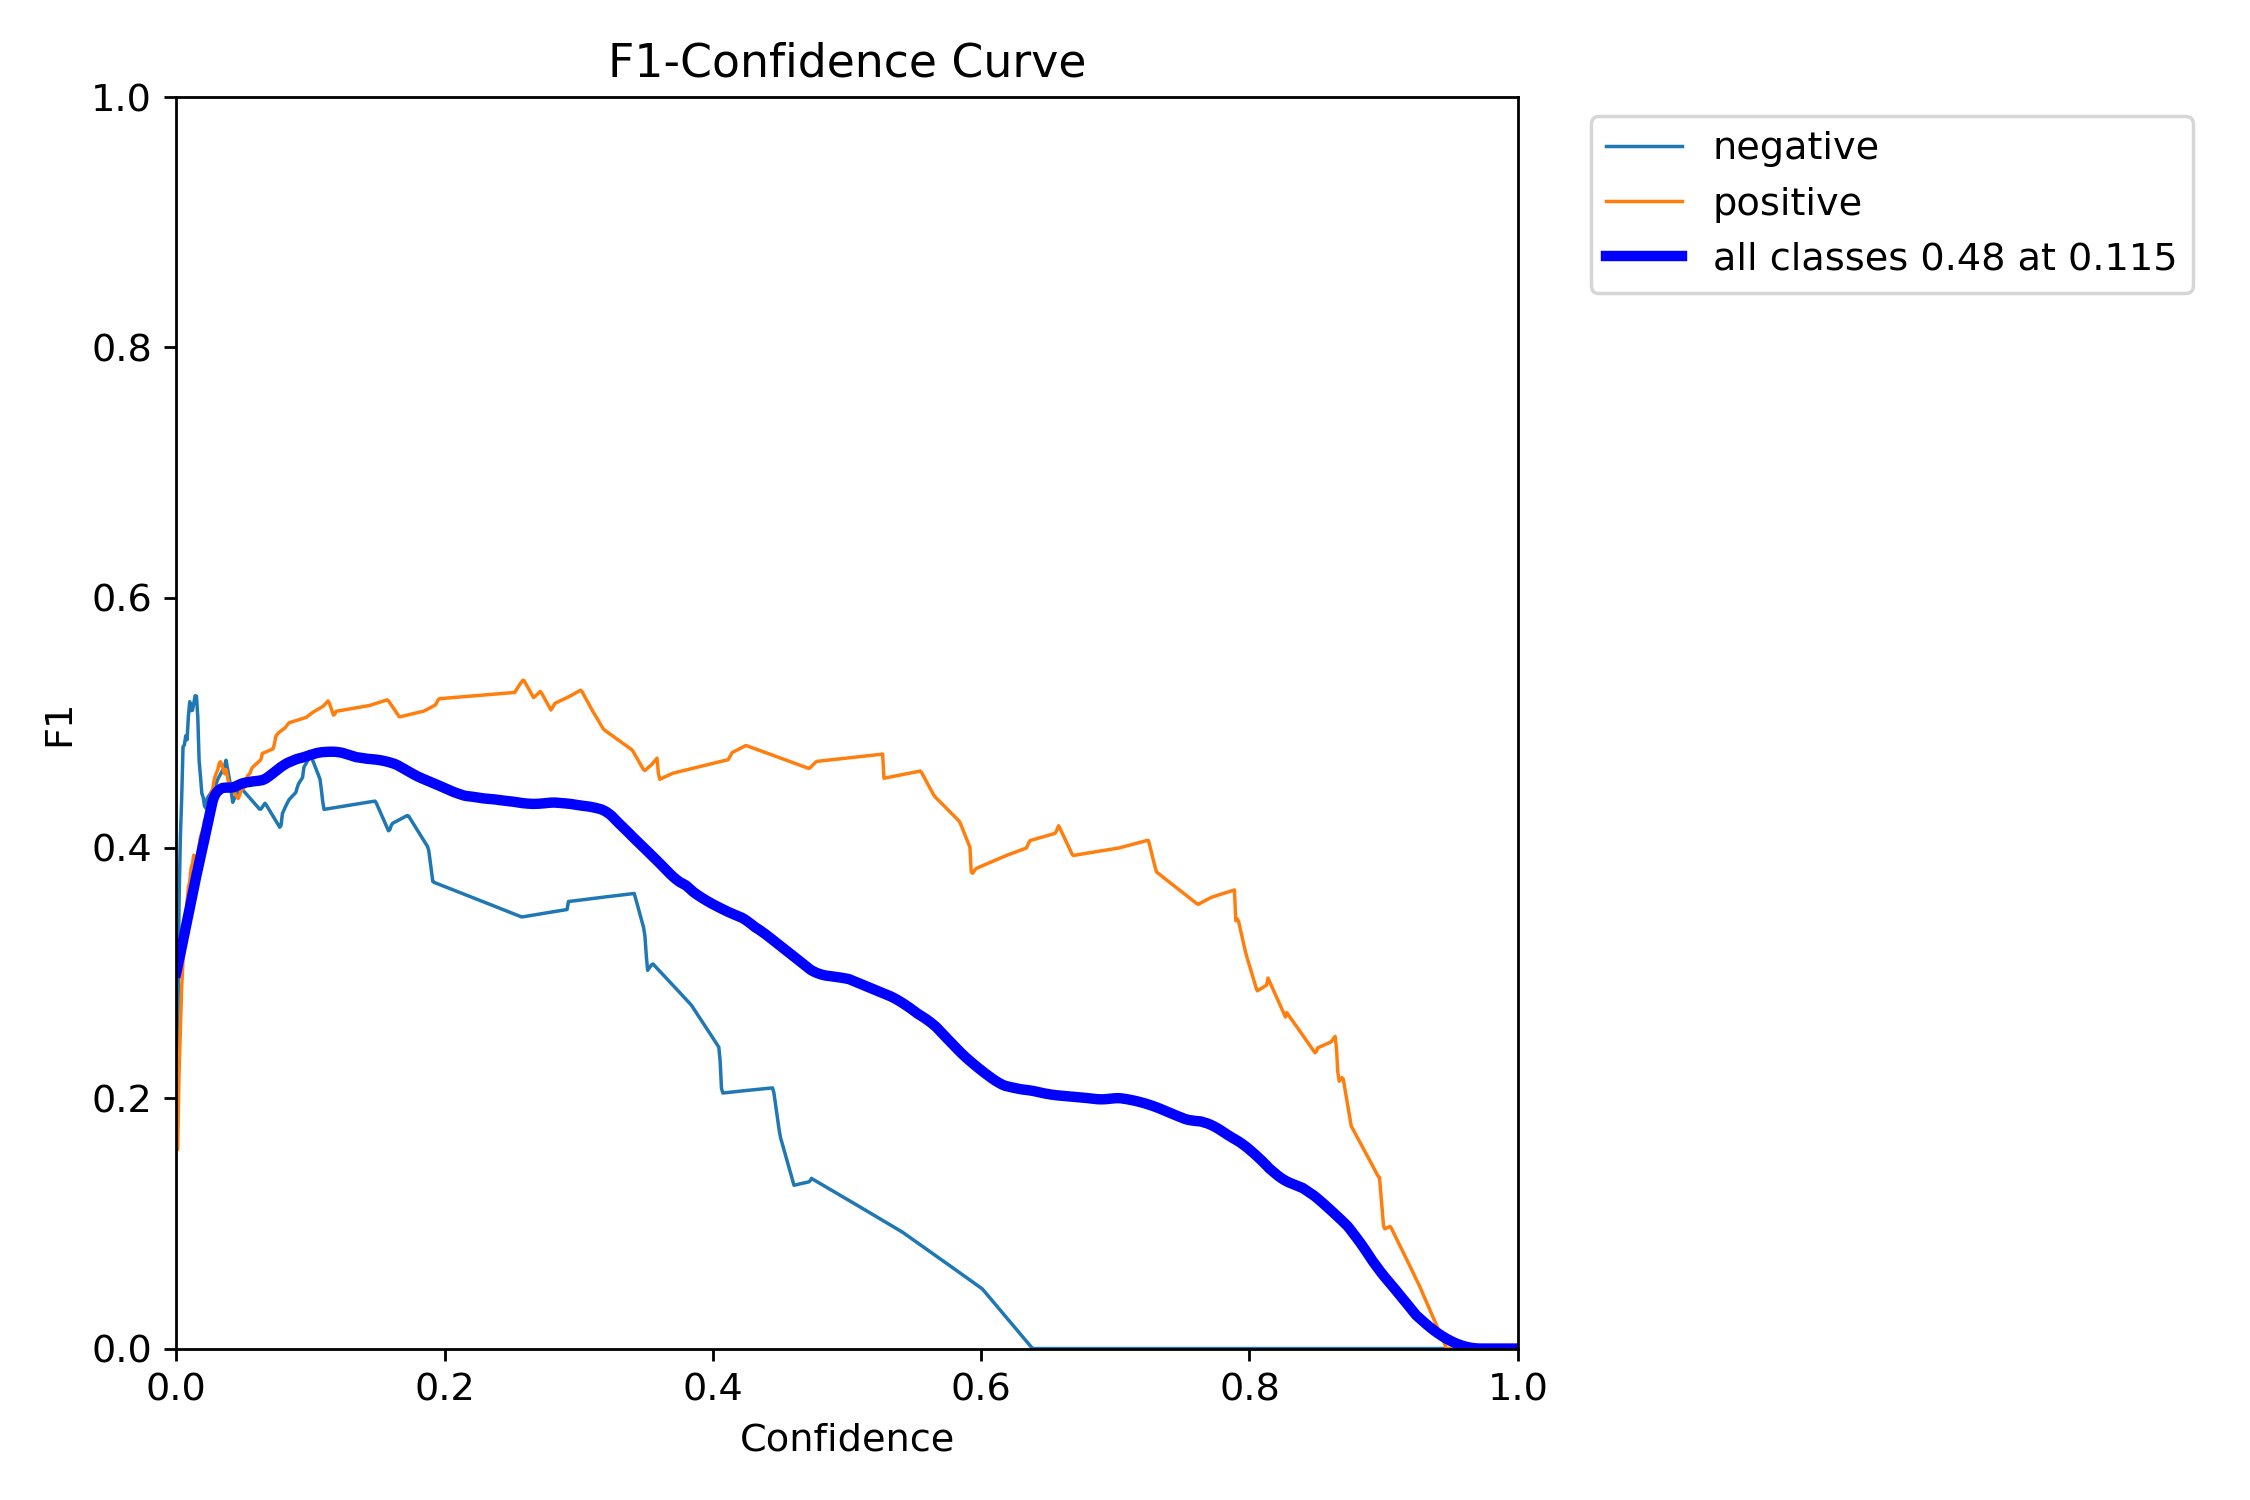 F1-Confidence Curve
1.0
0.8
0.6
0.4
0.2
0.0
F1
0.0 0.2 0.4 0.6 0.8 1.0
Confidence
negative
positive
all classes 0.48 at 0.115